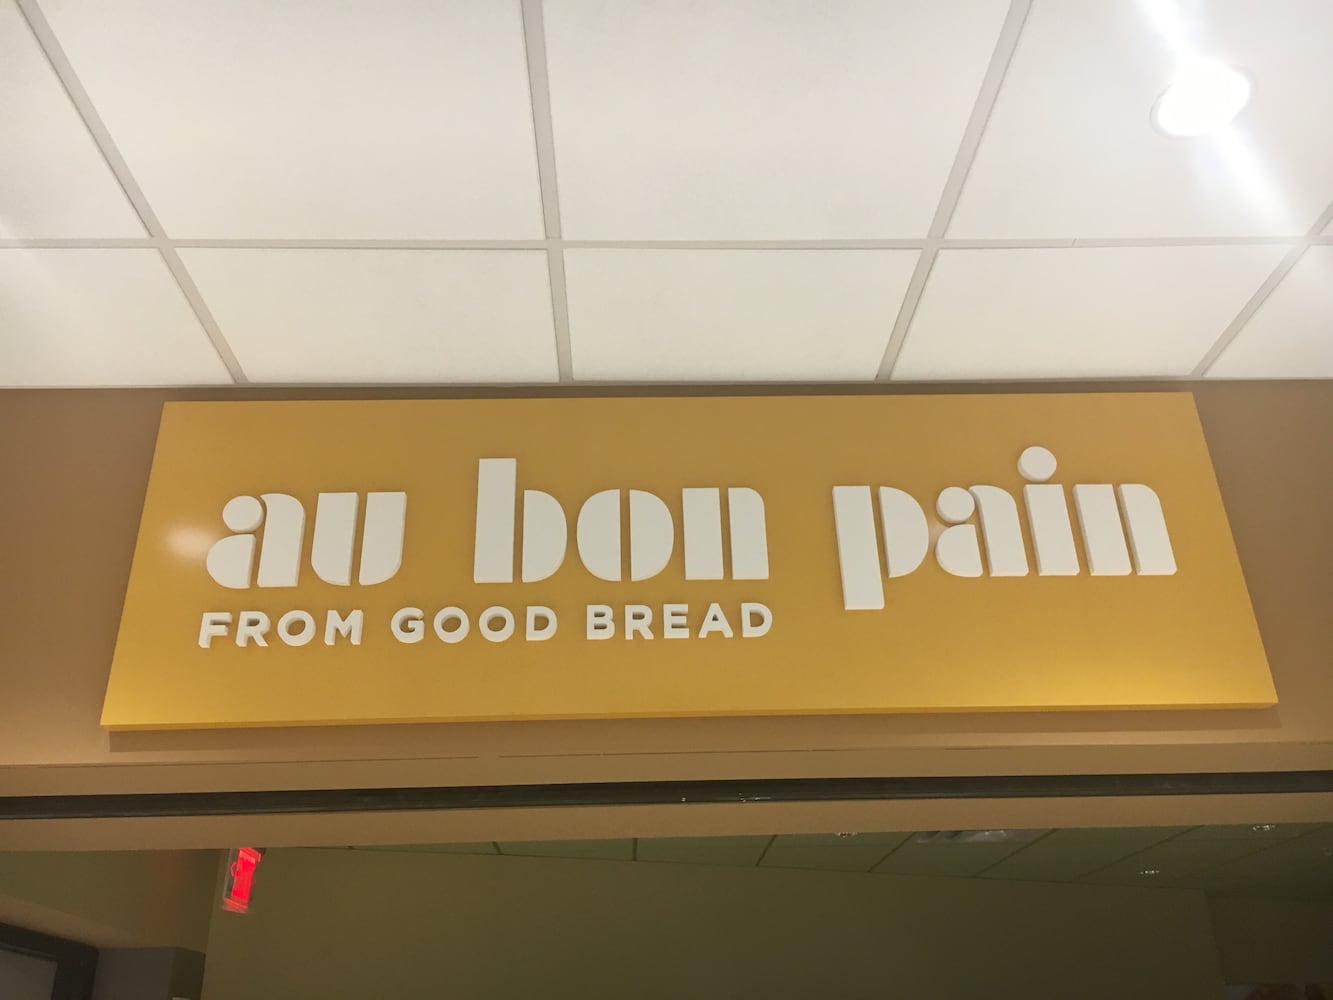 au bon pain
FROM GOOD BREAD